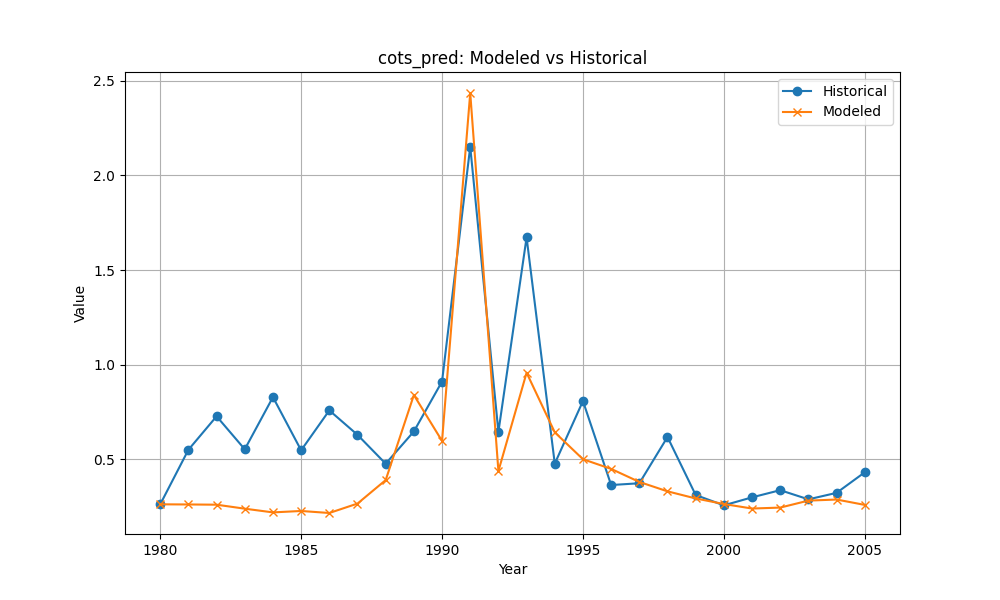 cots_pred: Modeled vs Historical
Historical
Modeled
2.5
2.0
1.5
1.0
0.5
Value
1980 1985 1990 1995 2000 2005
Year